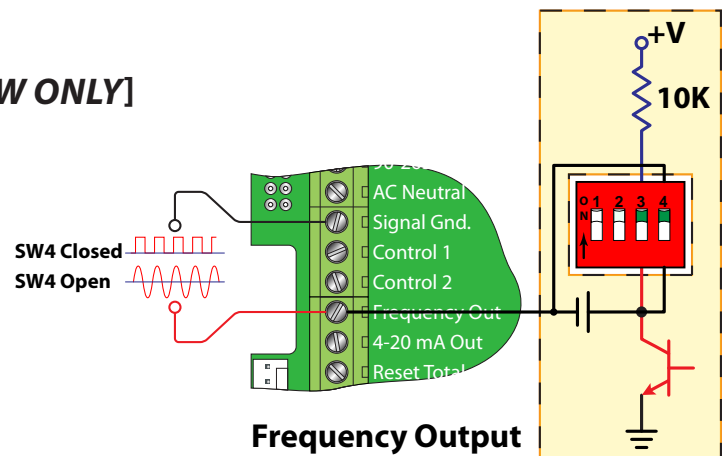 W ONLY]
+V
10K
AC Neutral
Signal Gnd.
Control 1
Control 2
Frequency Out
4-20 mA Out
Reset Total
SW4 Closed
SW4 Open
O N
1 2 3 4
Frequency Output